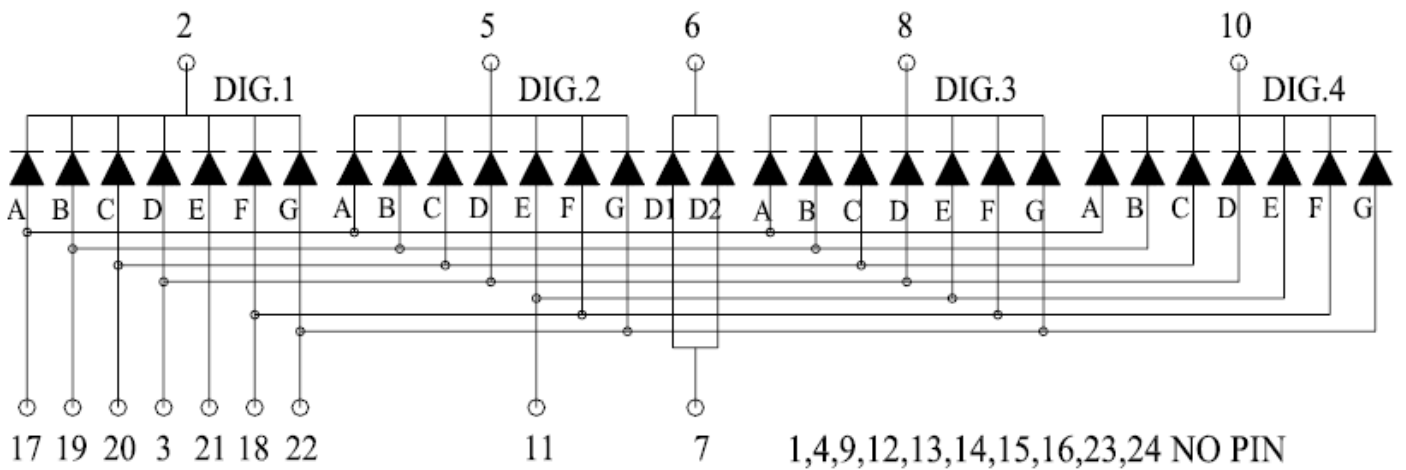 2 5 6 8 10
DIG.1 DIG.2 DIG.3 DIG.4
A B C D E F G A B C D E F G D1 D2 A B C D E F G A B C D E F G
17 19 20 3 21 18 22 11 7 1,4,9,12,13,14,15,16,23,24 NO PIN